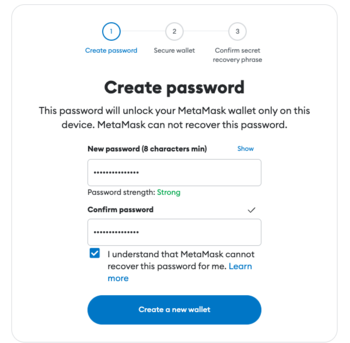 1 2 3
Create password Secure wallet Confirm secret
recovery phrase
Create password
This password will unlock your MetaMask wallet only on this
device. MetaMask can not recover this password.
New password (8 characters min) Show
•••••••••••••••
Password strength: Strong
Confirm password
•••••••••••••••
I understand that MetaMask cannot
recover this password for me. Learn
more
Create a new wallet